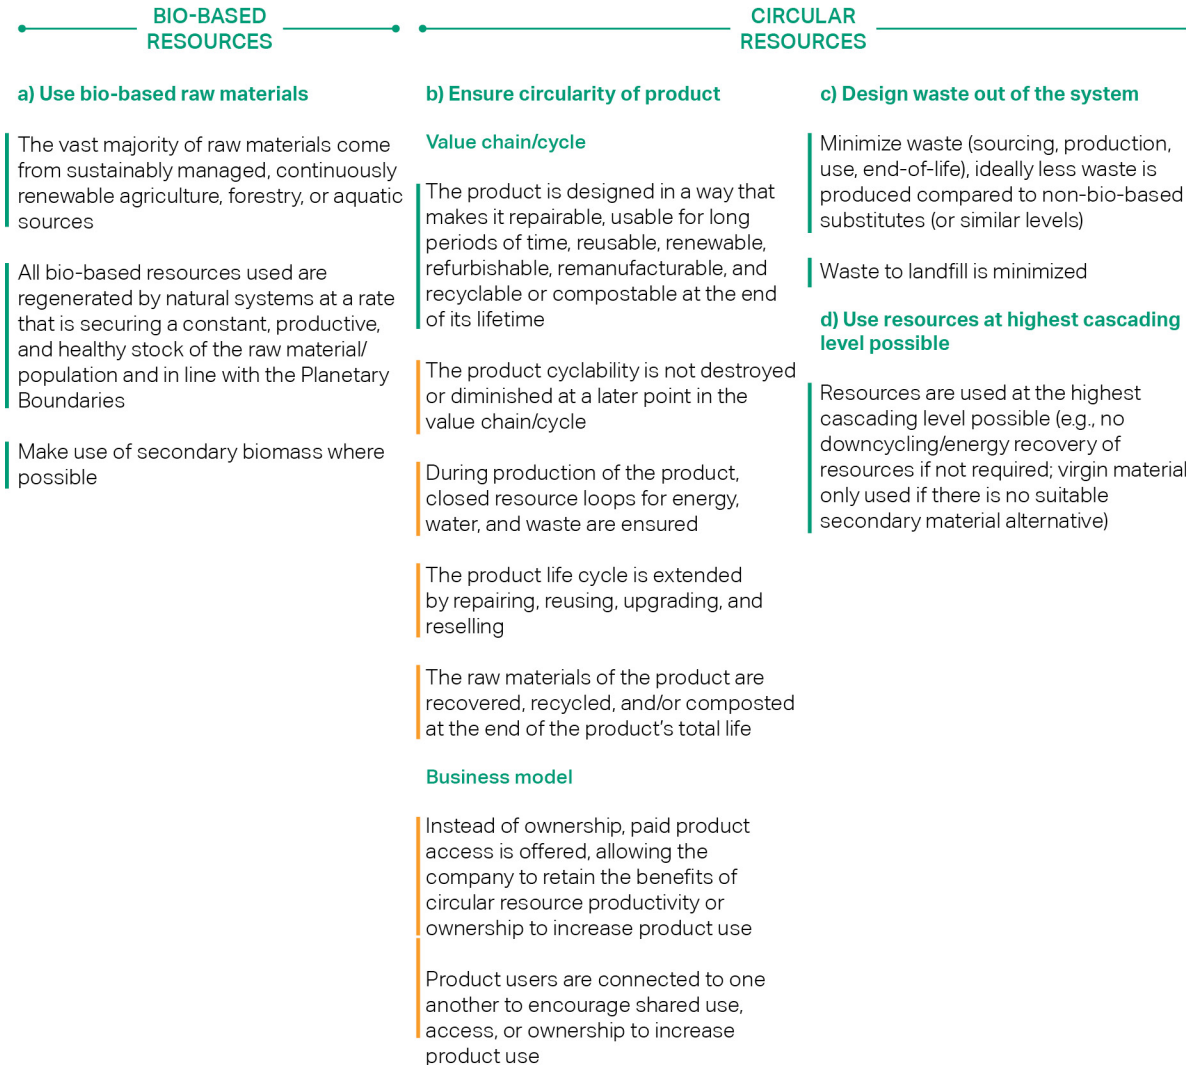 BIO-BASED
RESOURCES
CIRCULAR
RESOURCES
a) Use bio-based raw materials
The vast majority of raw materials come
from sustainably managed, continuously
renewable agriculture, forestry, or aquatic
sources
All bio-based resources used are
regenerated by natural systems at a rate
that is securing a constant, productive,
and healthy stock of the raw material/
population and in line with the Planetary
Boundaries
Make use of secondary biomass where
possible
b) Ensure circularity of product
Value chain/cycle
The product is designed in a way that
makes it repairable, usable for long
periods of time, reusable, renewable,
refurbishable, remanufacturable, and
recyclable or compostable at the end
of its lifetime
The product cyclability is not destroyed
or diminished at a later point in the
value chain/cycle
During production of the product,
closed resource loops for energy,
water, and waste are ensured
The product life cycle is extended
by repairing, reusing, upgrading, and
reselling
The raw materials of the product are
recovered, recycled, and/or composted
at the end of the product's total life
Business model
Instead of ownership, paid product
access is offered, allowing the
company to retain the benefits of
circular resource productivity or
ownership to increase product use
Product users are connected to one
another to encourage shared use,
access, or ownership to increase
product use
c) Design waste out of the system
Minimize waste (sourcing, production,
use, end-of-life), ideally less waste is
produced compared to non-bio-based
substitutes (or similar levels)
Waste to landfill is minimized
d) Use resources at highest cascading
level possible
Resources are used at the highest
cascading level possible (e.g., no
downcycling/energy recovery of
resources if not required; virgin material
only used if there is no suitable
secondary material alternative)